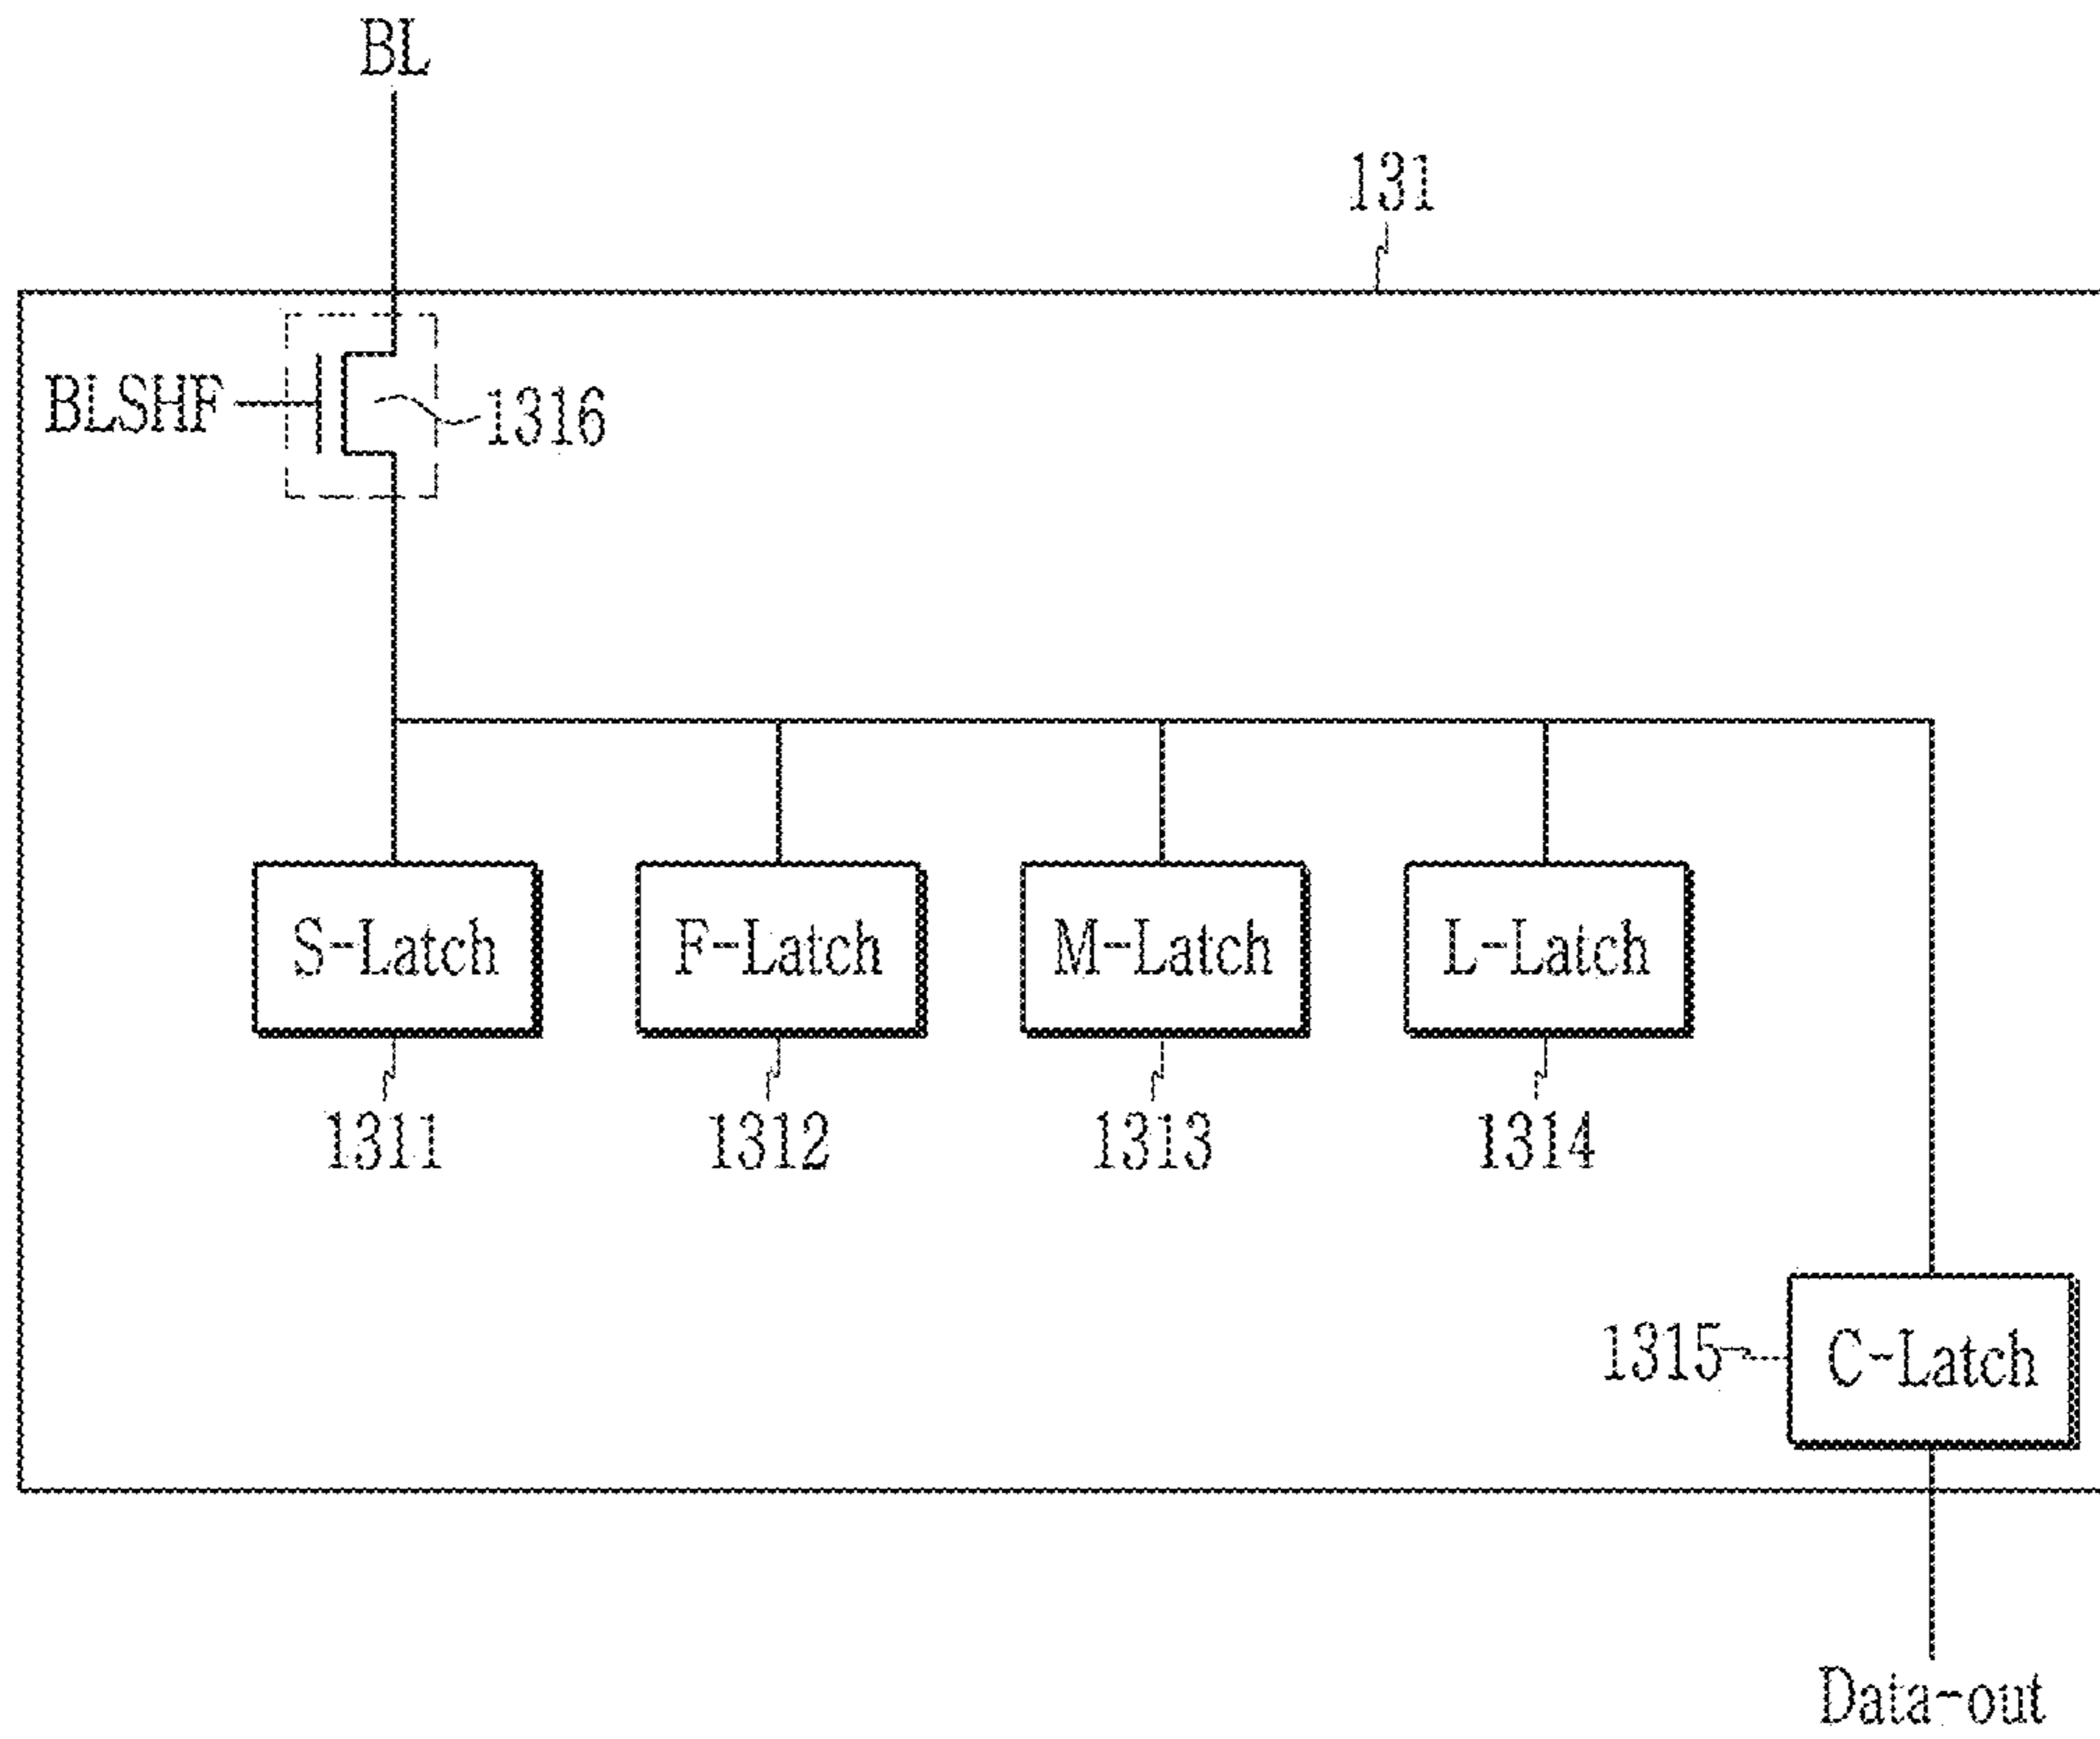 BL
131
BLSHF
1316
S-Latch
F-Latch
M-Latch
L-Latch
1311
1312
1313
1314
1315
C-Latch
Data-out